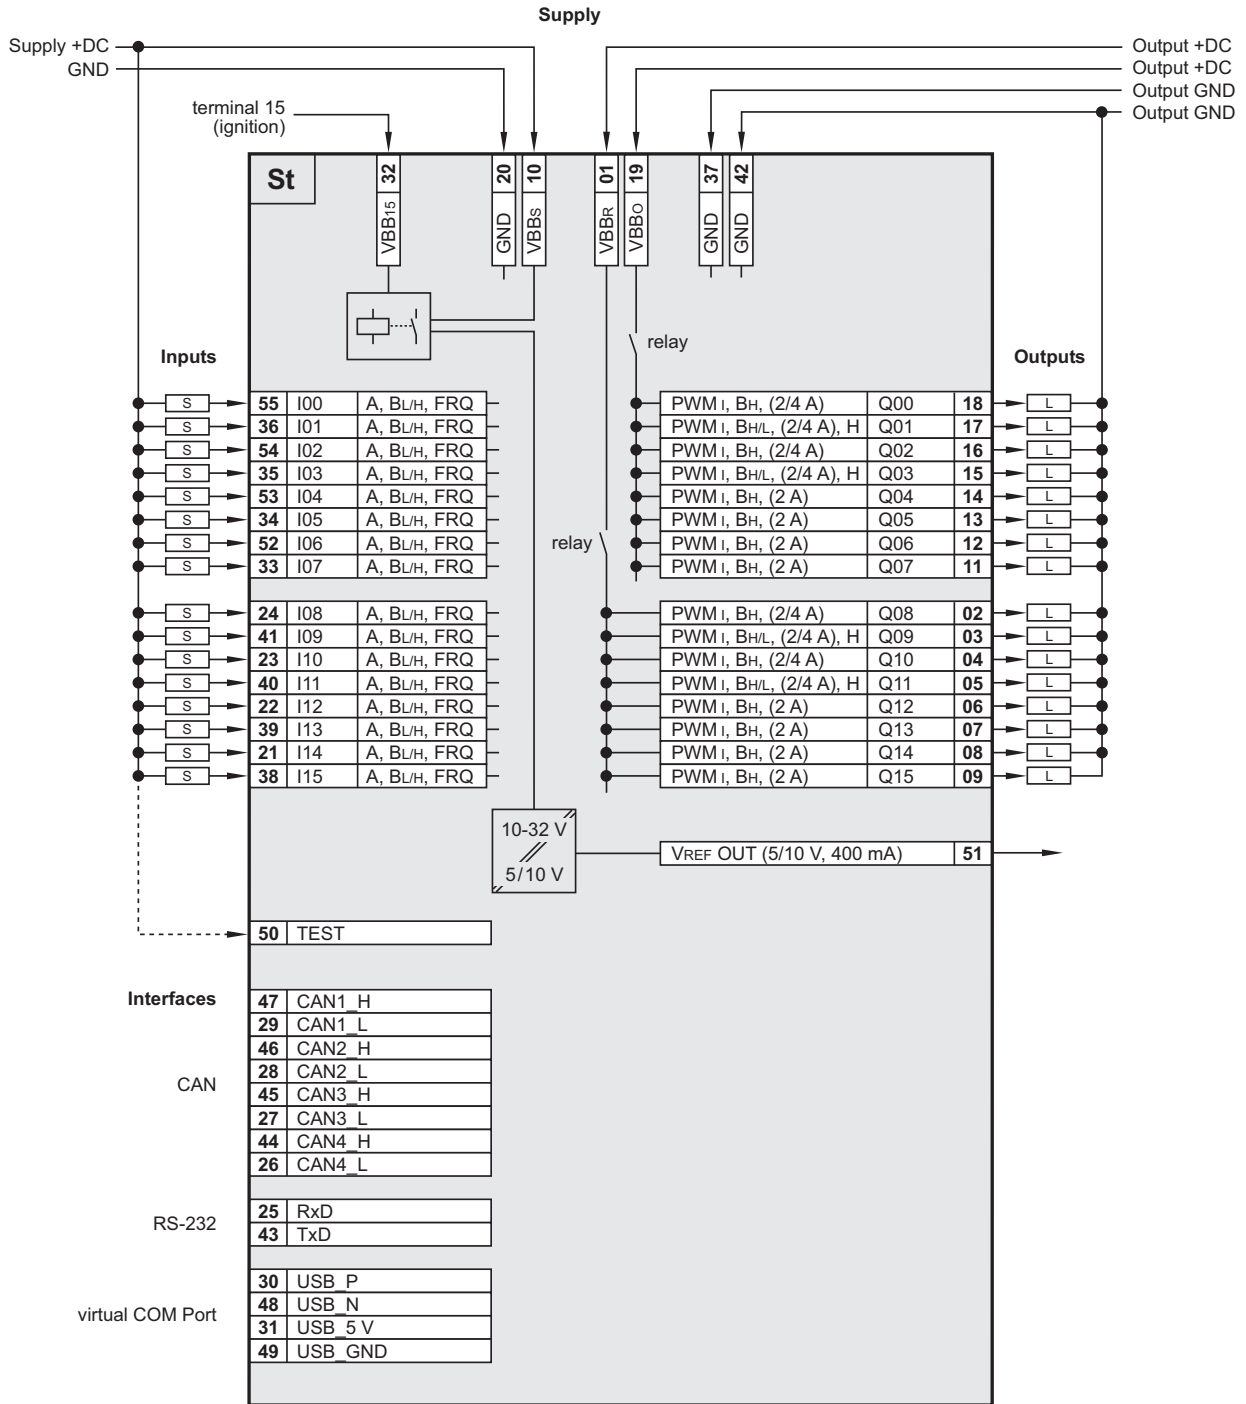 Supply
Supply +DC
GND
Output +DC
Output +DC
Output GND
Output GND
terminal 15
(ignition)
St
32 VBB15
20 GND
10 VBBS
01 VBBR
19 VBBO
37 GND
42 GND
relay
relay
Inputs
Outputs
S 55 I00 A, BL/H, FRQ
S 36 I01 A, BL/H, FRQ
S 54 I02 A, BL/H, FRQ
S 35 I03 A, BL/H, FRQ
S 53 I04 A, BL/H, FRQ
S 34 I05 A, BL/H, FRQ
S 52 I06 A, BL/H, FRQ
S 33 I07 A, BL/H, FRQ
S 24 I08 A, BL/H, FRQ
S 41 I09 A, BL/H, FRQ
S 23 I10 A, BL/H, FRQ
S 40 I11 A, BL/H, FRQ
S 22 I12 A, BL/H, FRQ
S 39 I13 A, BL/H, FRQ
S 21 I14 A, BL/H, FRQ
S 38 I15 A, BL/H, FRQ
PWM I, BH, (2/4 A) Q00 18 L
PWM I, BH/L, (2/4 A), H Q01 17 L
PWM I, BH, (2/4 A) Q02 16 L
PWM I, BH/L, (2/4 A), H Q03 15 L
PWM I, BH, (2 A) Q04 14 L
PWM I, BH, (2 A) Q05 13 L
PWM I, BH, (2 A) Q06 12 L
PWM I, BH, (2 A) Q07 11 L
PWM I, BH, (2/4 A) Q08 02 L
PWM I, BH/L, (2/4 A), H Q09 03 L
PWM I, BH, (2/4 A) Q10 04 L
PWM I, BH/L, (2/4 A), H Q11 05 L
PWM I, BH, (2 A) Q12 06 L
PWM I, BH, (2 A) Q13 07 L
PWM I, BH, (2 A) Q14 08 L
PWM I, BH, (2 A) Q15 09 L
10-32 V
//
5/10 V
VREF OUT (5/10 V, 400 mA) 51
50 TEST
Interfaces
CAN
47 CAN1_H
29 CAN1_L
46 CAN2_H
28 CAN2_L
45 CAN3_H
27 CAN3_L
44 CAN4_H
26 CAN4_L
RS-232
25 RxD
43 TxD
virtual COM Port
30 USB_P
48 USB_N
31 USB_5 V
49 USB_GND